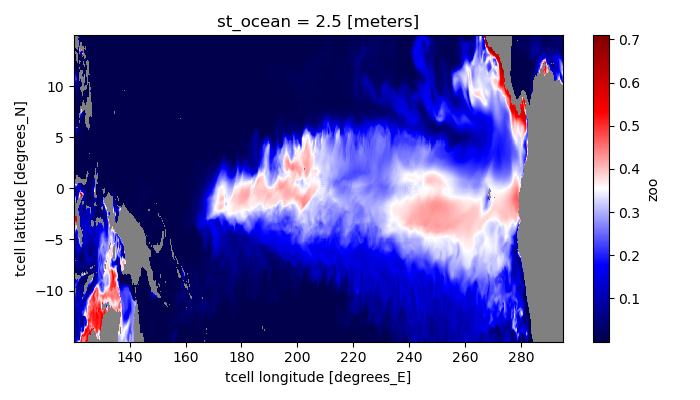 st_ocean = 2.5 [meters]
10
5
0
−5
−10
tcell latitude [degrees_N]
140 160 180 200 220 240 260 280
tcell longitude [degrees_E]
0.7
0.6
0.5
0.4
0.3
0.2
0.1
zoo